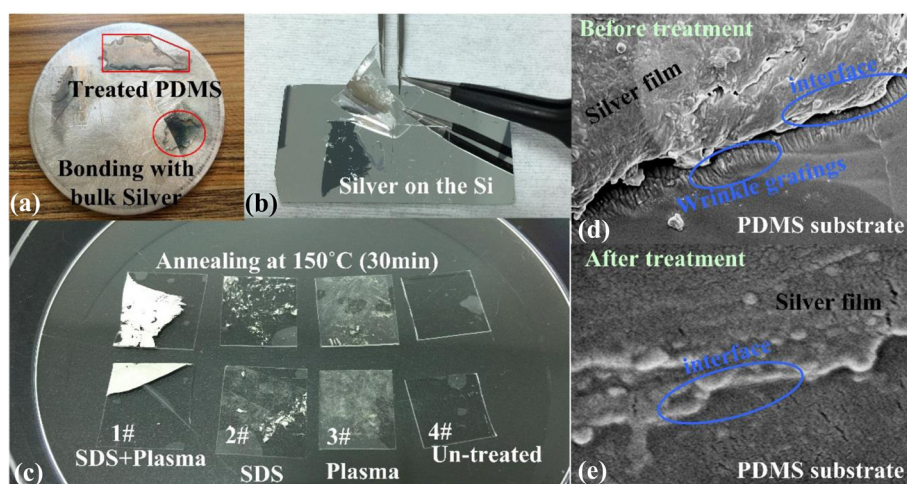 (a)
Treated PDMS
Bonding with
bulk Silver
(b)
Silver on the Si
(c)
Annealing at 150°C (30min)
1#
SDS+Plasma
2#
SDS
3#
Plasma
4#
Un-treated
(d)
Before treatment
Silver film
interface
Wrinkle gratings
PDMS substrate
(e)
After treatment
Silver film
interface
PDMS substrate